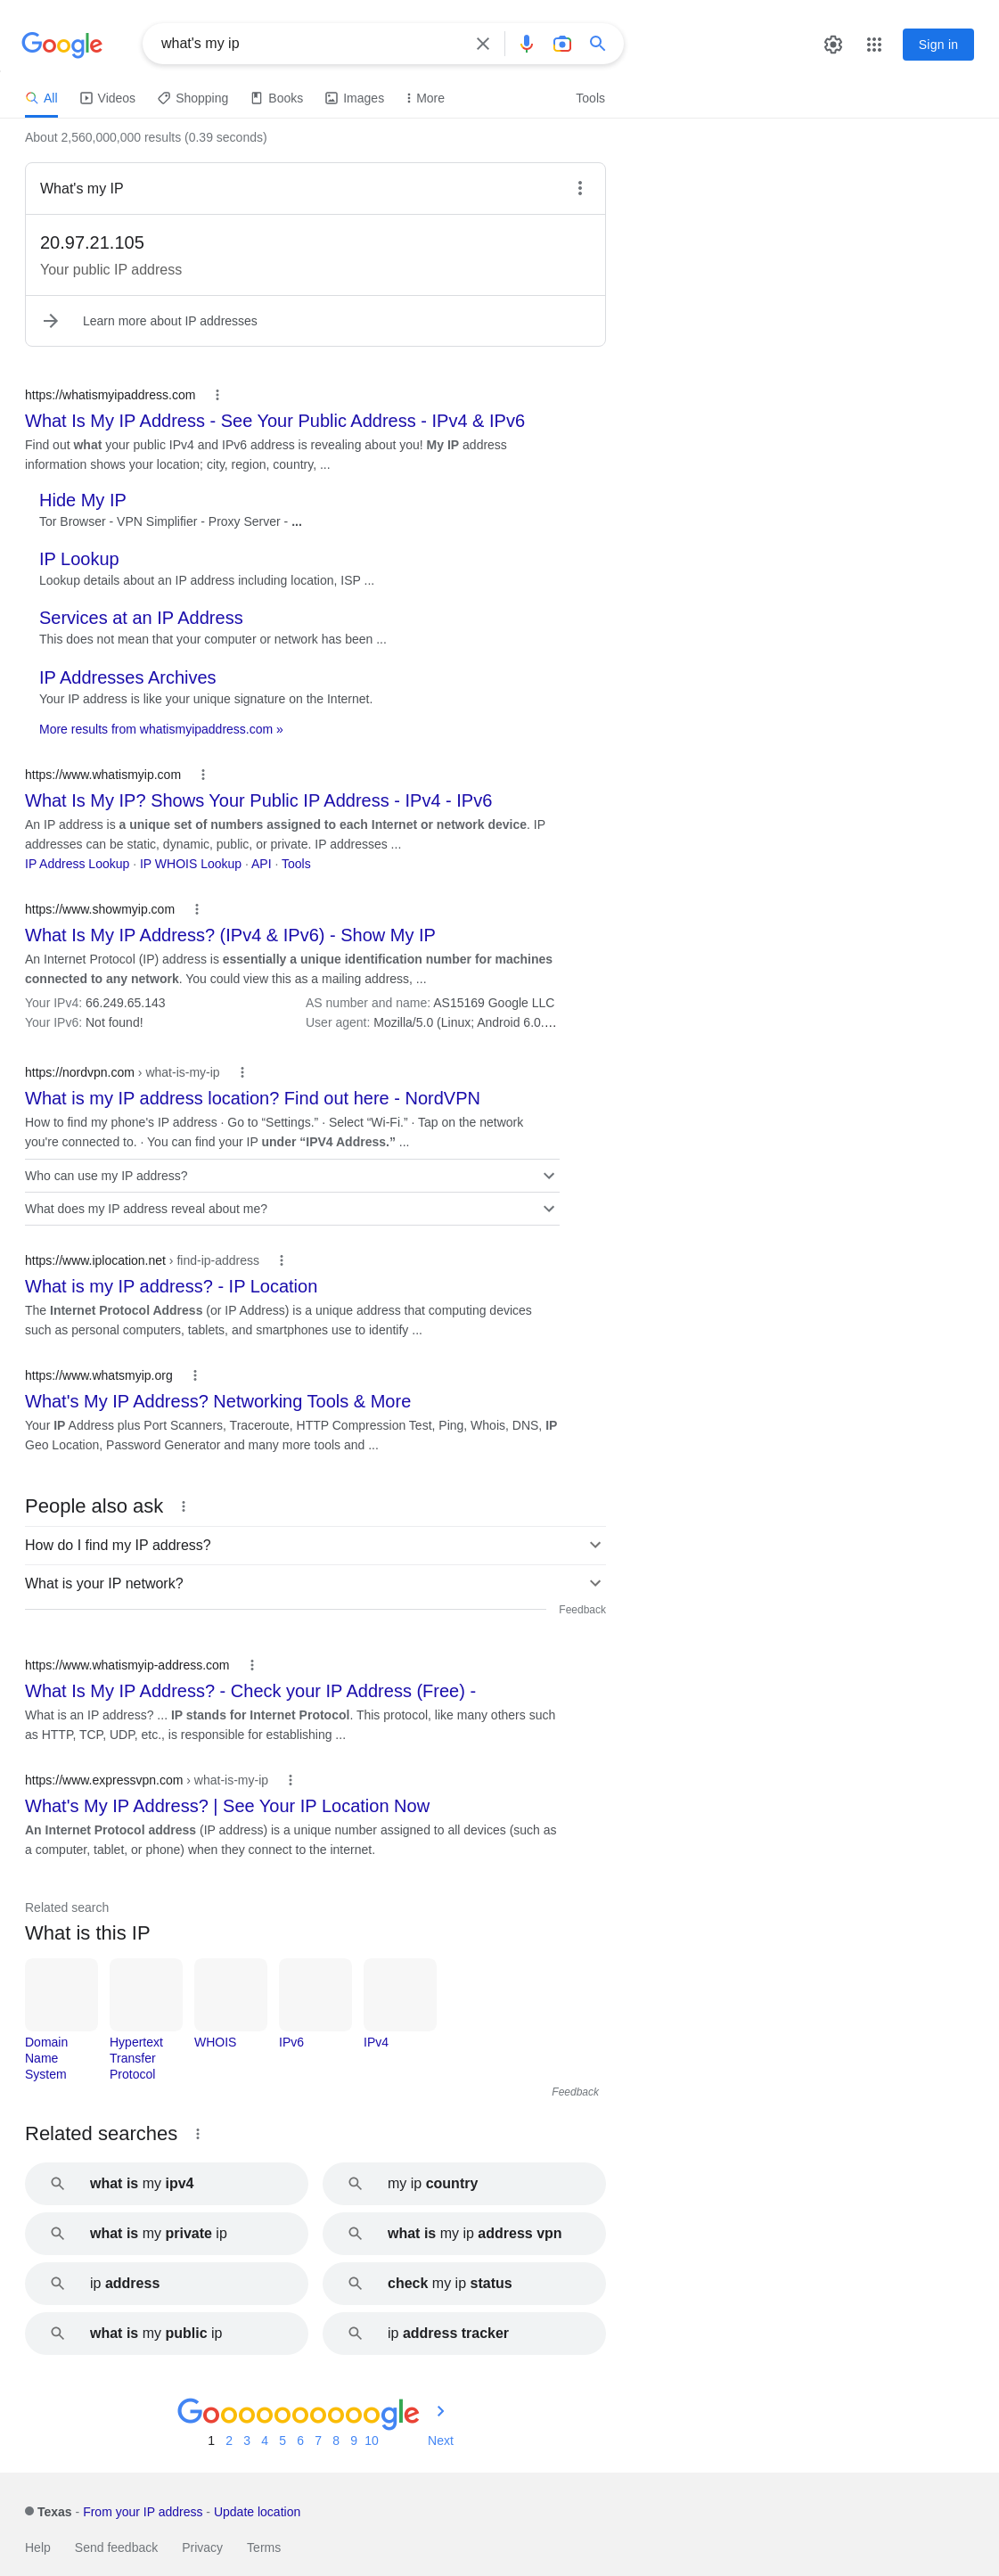 Google
what's my ip
Sign in
All Videos Shopping Books Images More Tools
About 2,560,000,000 results (0.39 seconds)
What's my IP
20.97.21.105
Your public IP address
Learn more about IP addresses
https://whatismyipaddress.com
What Is My IP Address - See Your Public Address - IPv4 & IPv6
Find out what your public IPv4 and IPv6 address is revealing about you! My IP address
information shows your location; city, region, country, ...
Hide My IP
Tor Browser - VPN Simplifier - Proxy Server - ...
IP Lookup
Lookup details about an IP address including location, ISP ...
Services at an IP Address
This does not mean that your computer or network has been ...
IP Addresses Archives
Your IP address is like your unique signature on the Internet.
More results from whatismyipaddress.com »
https://www.whatismyip.com
What Is My IP? Shows Your Public IP Address - IPv4 - IPv6
An IP address is a unique set of numbers assigned to each Internet or network device. IP
addresses can be static, dynamic, public, or private. IP addresses ...
IP Address Lookup · IP WHOIS Lookup · API · Tools
https://www.showmyip.com
What Is My IP Address? (IPv4 & IPv6) - Show My IP
An Internet Protocol (IP) address is essentially a unique identification number for machines
connected to any network. You could view this as a mailing address, ...
Your IPv4: 66.249.65.143 AS number and name: AS15169 Google LLC
Your IPv6: Not found! User agent: Mozilla/5.0 (Linux; Android 6.0.…
https://nordvpn.com › what-is-my-ip
What is my IP address location? Find out here - NordVPN
How to find my phone's IP address · Go to “Settings.” · Select “Wi-Fi.” · Tap on the network
you're connected to. · You can find your IP under “IPV4 Address.” ...
Who can use my IP address?
What does my IP address reveal about me?
https://www.iplocation.net › find-ip-address
What is my IP address? - IP Location
The Internet Protocol Address (or IP Address) is a unique address that computing devices
such as personal computers, tablets, and smartphones use to identify ...
https://www.whatsmyip.org
What's My IP Address? Networking Tools & More
Your IP Address plus Port Scanners, Traceroute, HTTP Compression Test, Ping, Whois, DNS, IP
Geo Location, Password Generator and many more tools and ...
People also ask
How do I find my IP address?
What is your IP network?
Feedback
https://www.whatismyip-address.com
What Is My IP Address? - Check your IP Address (Free) -
What is an IP address? ... IP stands for Internet Protocol. This protocol, like many others such
as HTTP, TCP, UDP, etc., is responsible for establishing ...
https://www.expressvpn.com › what-is-my-ip
What's My IP Address? | See Your IP Location Now
An Internet Protocol address (IP address) is a unique number assigned to all devices (such as
a computer, tablet, or phone) when they connect to the internet.
Related search
What is this IP
Domain Name System
Hypertext Transfer Protocol
WHOIS
IPv6
IPv4
Feedback
Related searches
what is my ipv4
my ip country
what is my private ip
what is my ip address vpn
ip address
check my ip status
what is my public ip
ip address tracker
Goooooooooogle
1 2 3 4 5 6 7 8 9 10 Next
Texas - From your IP address - Update location
Help Send feedback Privacy Terms